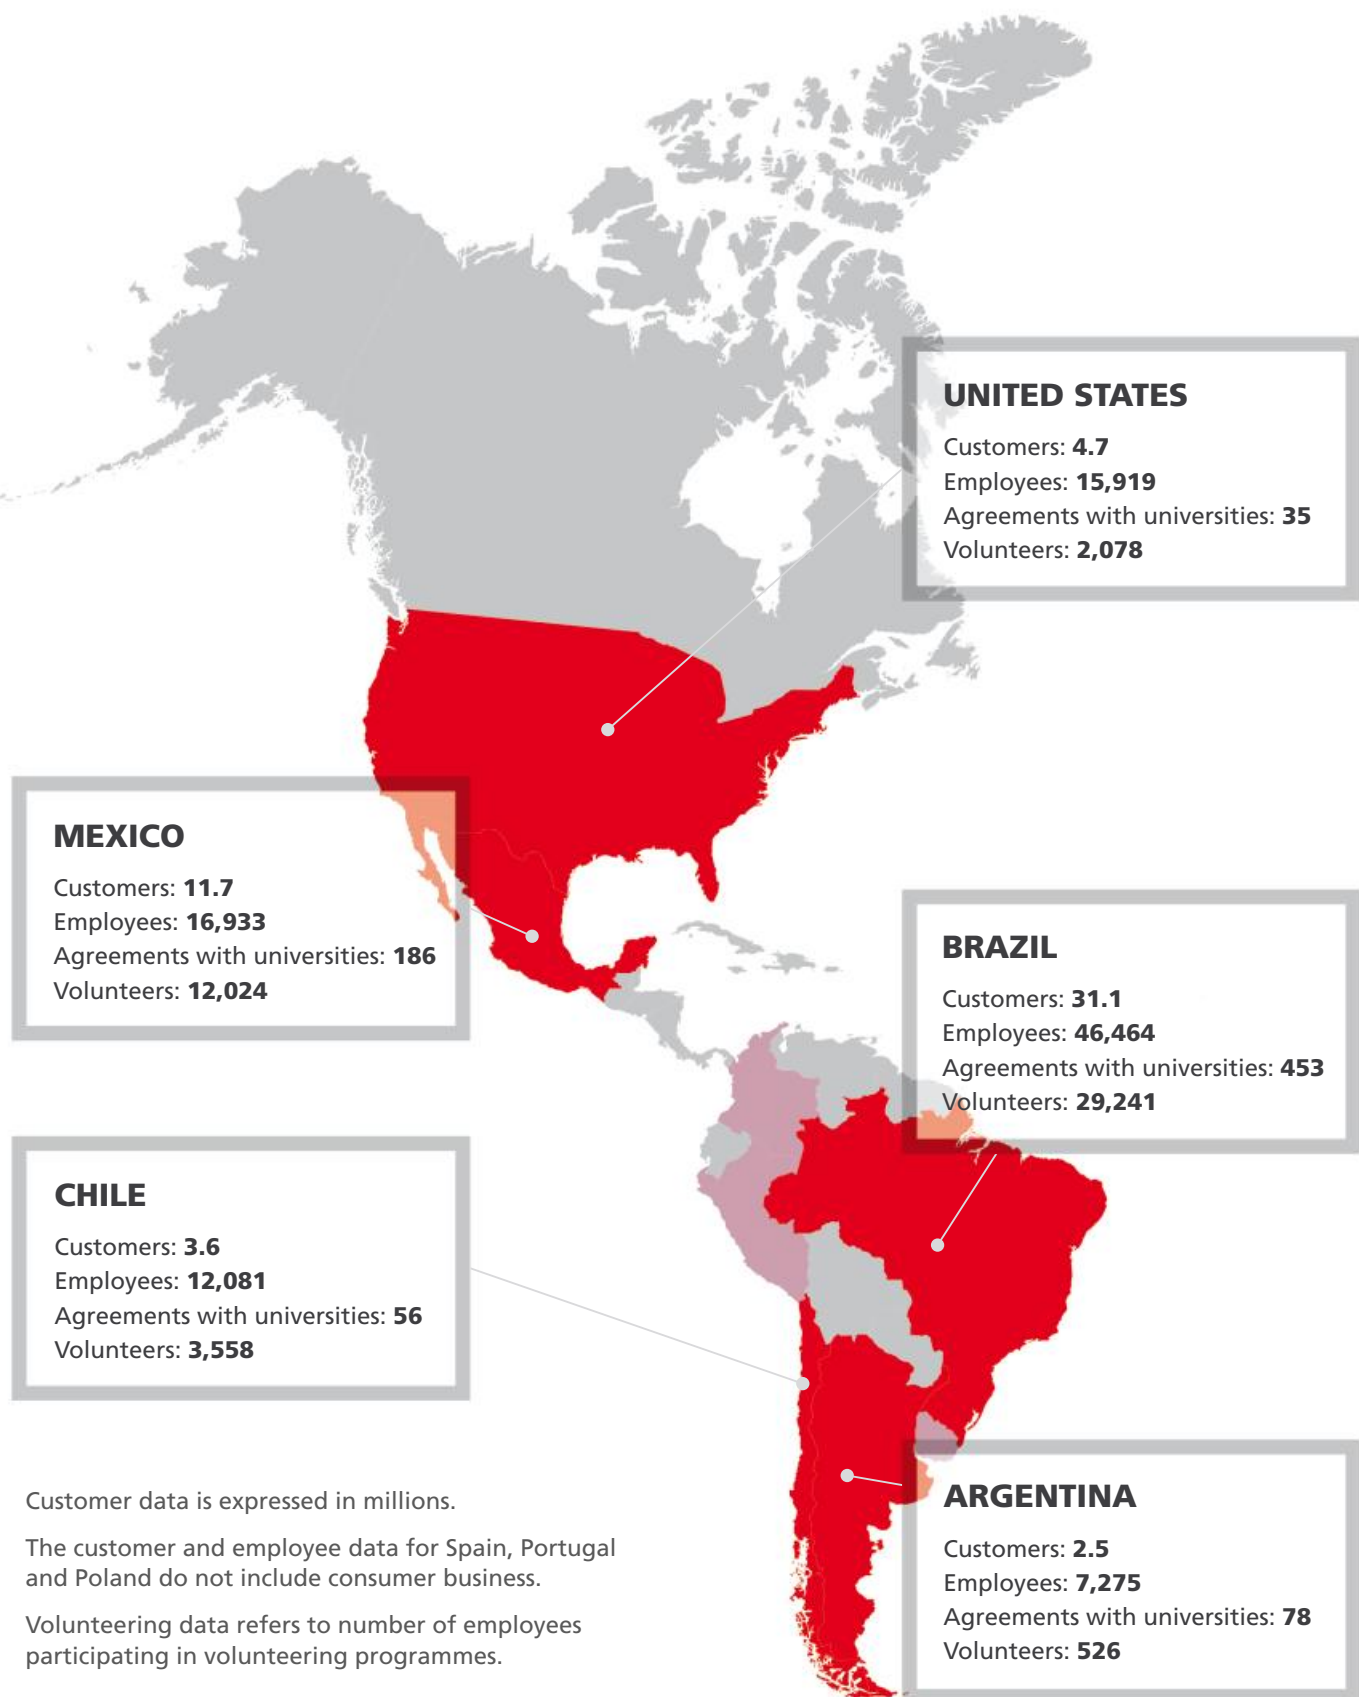 UNITED STATES
Customers: 4.7
Employees: 15,919
Agreements with universities: 35
Volunteers: 2,078
MEXICO
Customers: 11.7
Employees: 16,933
Agreements with universities: 186
Volunteers: 12,024
BRAZIL
Customers: 31.1
Employees: 46,464
Agreements with universities: 453
Volunteers: 29,241
CHILE
Customers: 3.6
Employees: 12,081
Agreements with universities: 56
Volunteers: 3,558
ARGENTINA
Customers: 2.5
Employees: 7,275
Agreements with universities: 78
Volunteers: 526
Customer data is expressed in millions.
The customer and employee data for Spain, Portugal
and Poland do not include consumer business.
Volunteering data refers to number of employees
participating in volunteering programmes.